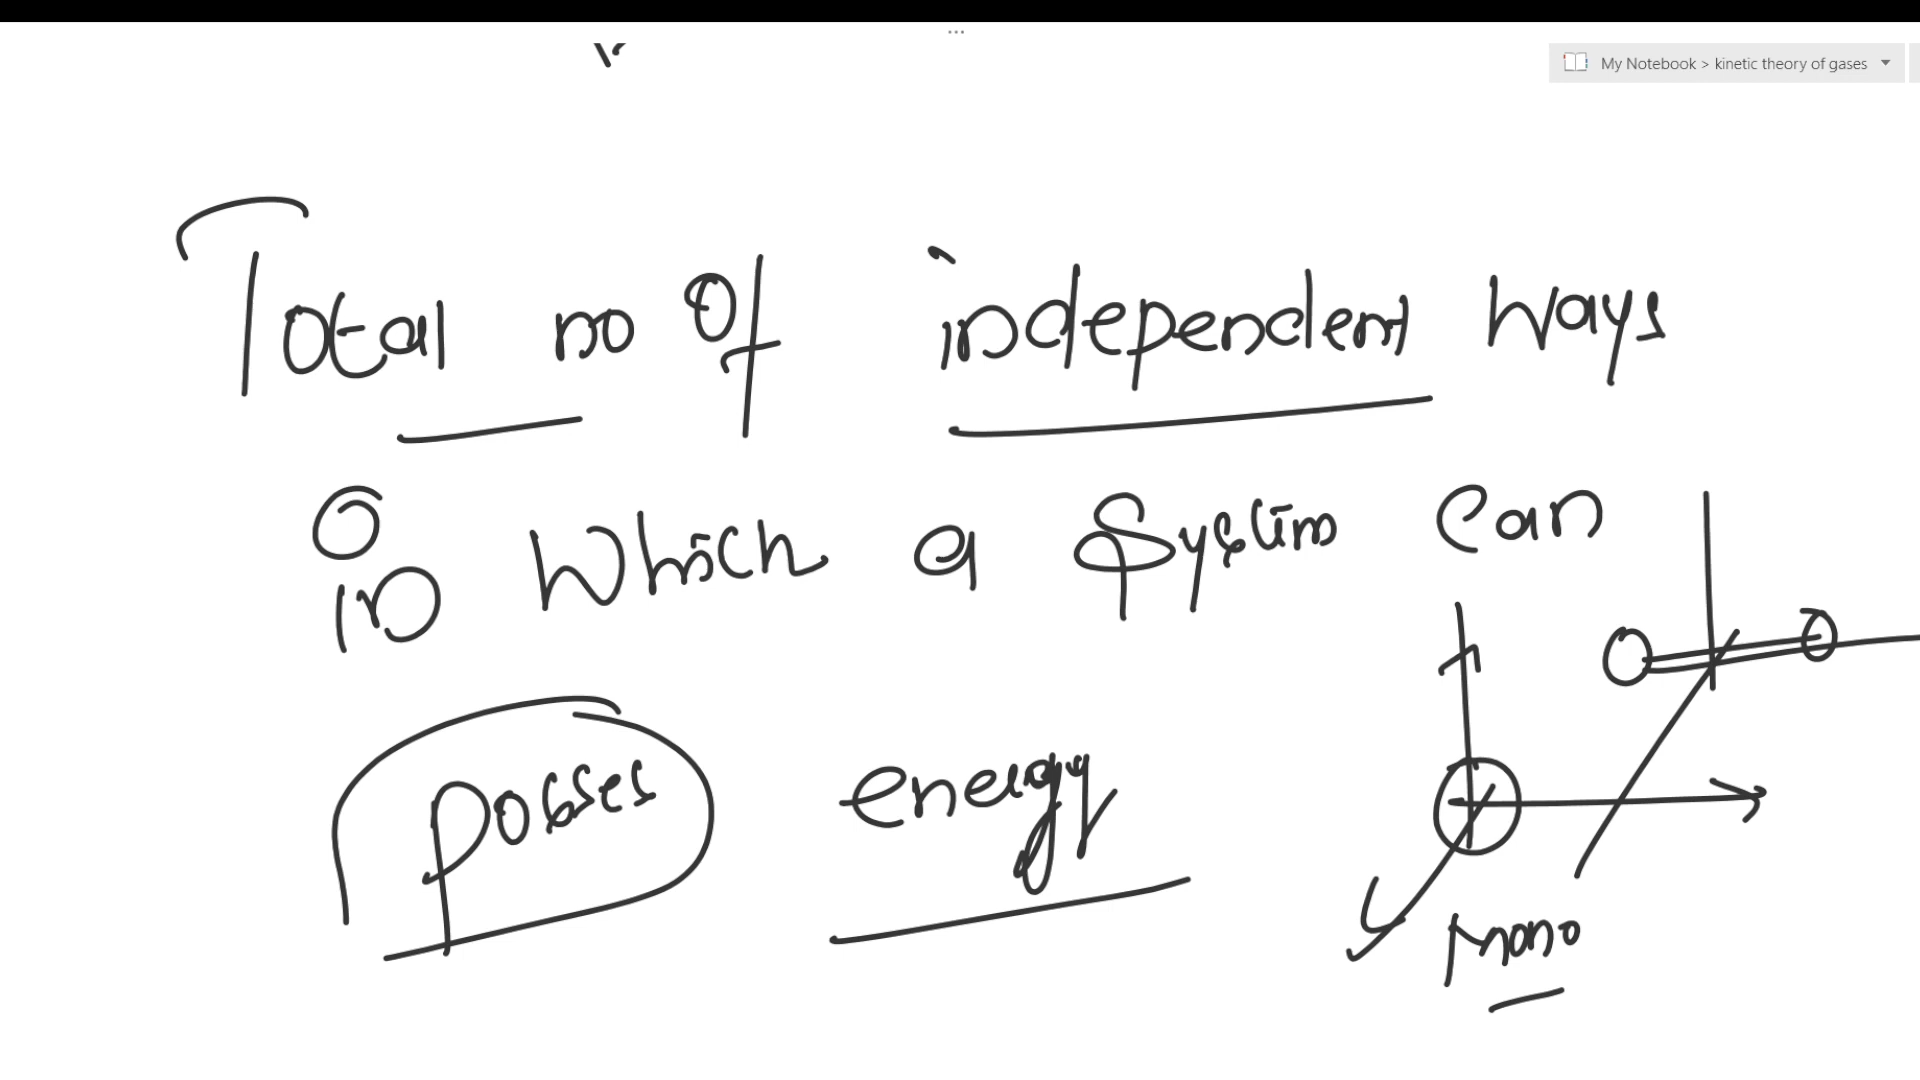 My Notebook > kinetic theory of gases
Total no of independent ways
in which a system can
posses energy
Mono